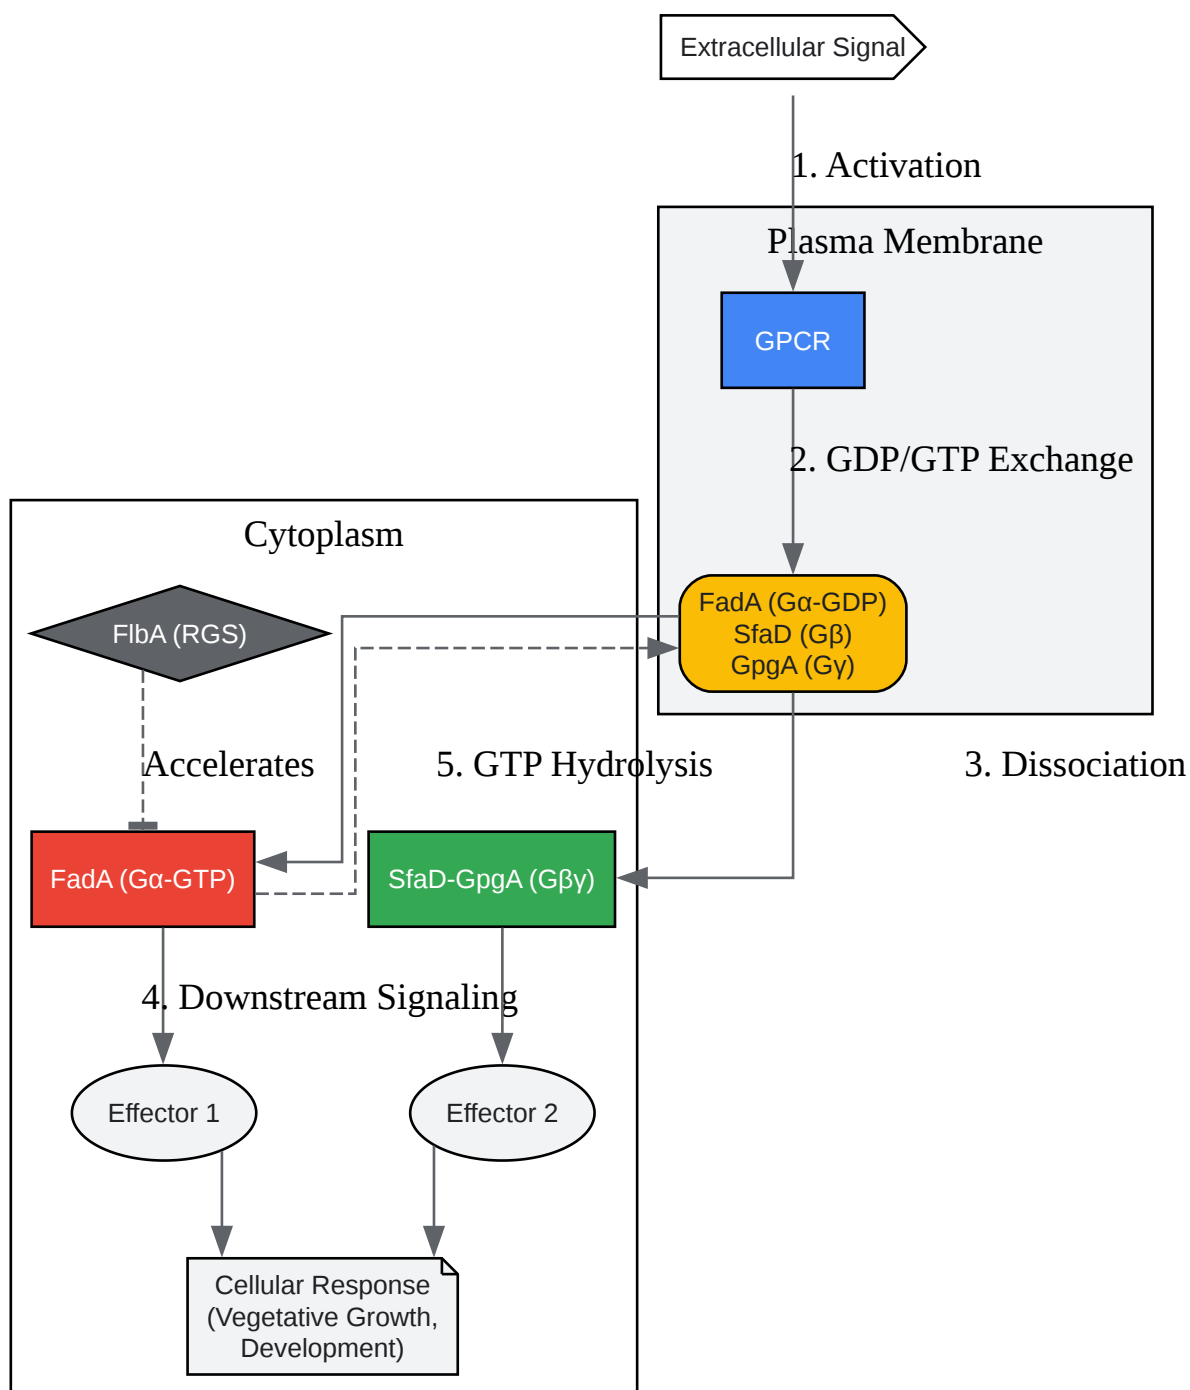 Extracellular Signal
1. Activation
Plasma Membrane
GPCR
2. GDP/GTP Exchange
Cytoplasm
FlbA (RGS)
FadA (Gα-GDP)
SfaD (Gβ)
GpgA (Gγ)
Accelerates
5. GTP Hydrolysis
3. Dissociation
FadA (Gα-GTP)
SfaD-GpgA (Gβγ)
4. Downstream Signaling
Effector 1
Effector 2
Cellular Response
(Vegetative Growth,
Development)